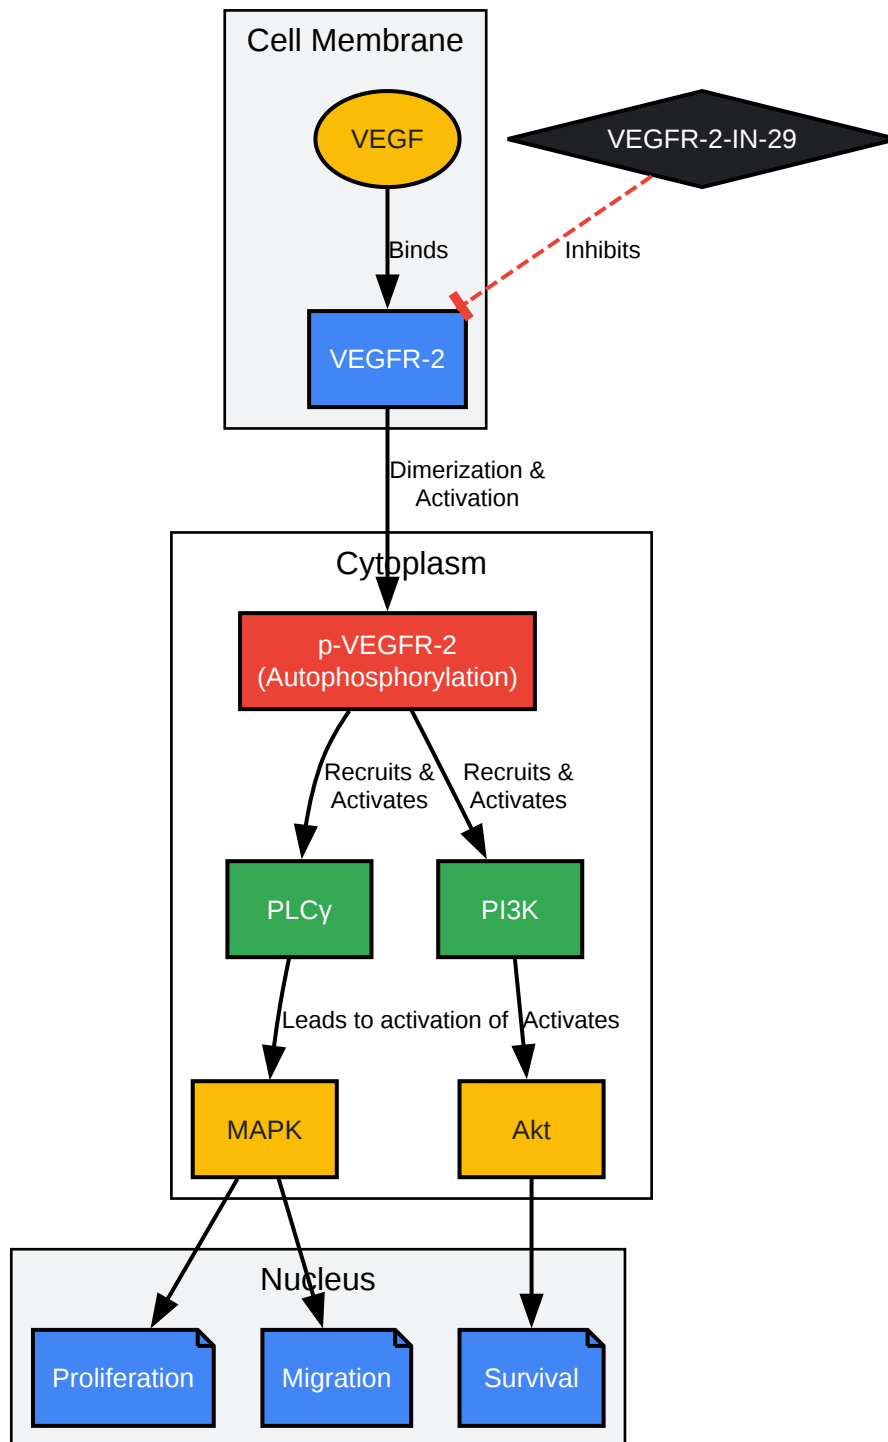 Cell Membrane
VEGF
VEGFR-2-IN-29
Binds
Inhibits
VEGFR-2
Dimerization &
Activation
Cytoplasm
p-VEGFR-2
(Autophosphorylation)
Recruits &
Activates
Recruits &
Activates
PLCγ
PI3K
Leads to activation of
Activates
MAPK
Akt
Nucleus
Proliferation
Migration
Survival